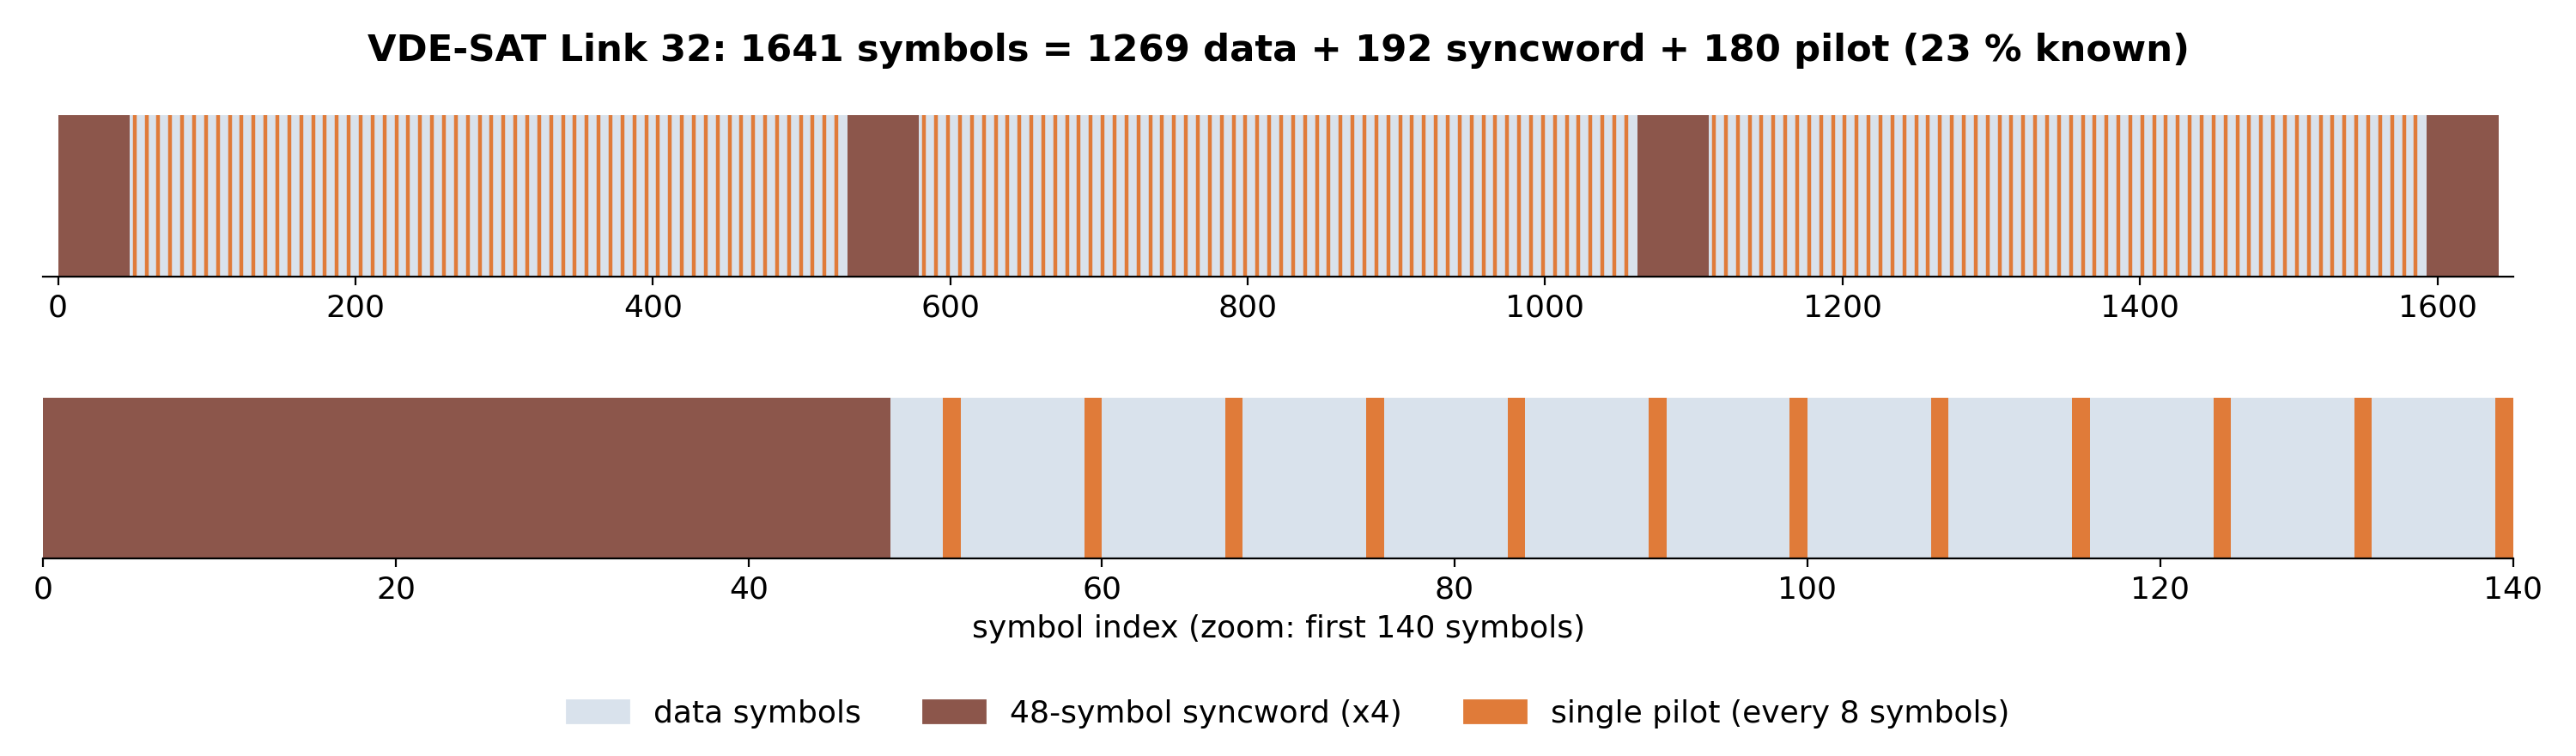 VDE-SAT Link 32: 1641 symbols = 1269 data + 192 syncword + 180 pilot (23 % known)
0 200 400 600 800 1000 1200 1400 1600
0 20 40 60 80 100 120 140
symbol index (zoom: first 140 symbols)
data symbols 48-symbol syncword (x4) single pilot (every 8 symbols)